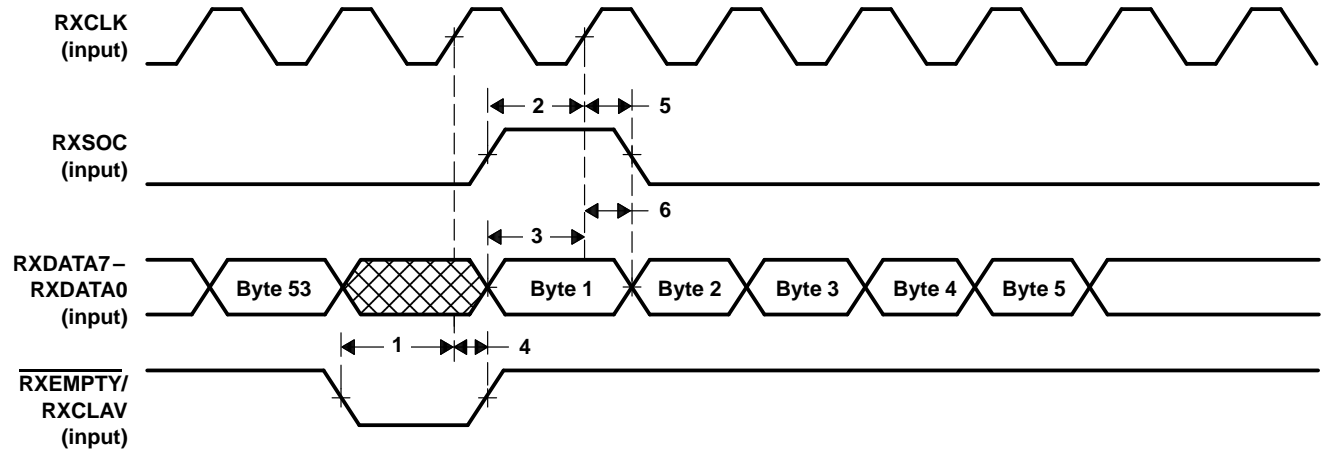 RXCLK
(input)
2
5
RXSOC
(input)
6
3
RXDATA7–
RXDATA0
(input)
Byte 53
Byte 1
Byte 2
Byte 3
Byte 4
Byte 5
1
4
RXEMPTY/
RXCLAV
(input)